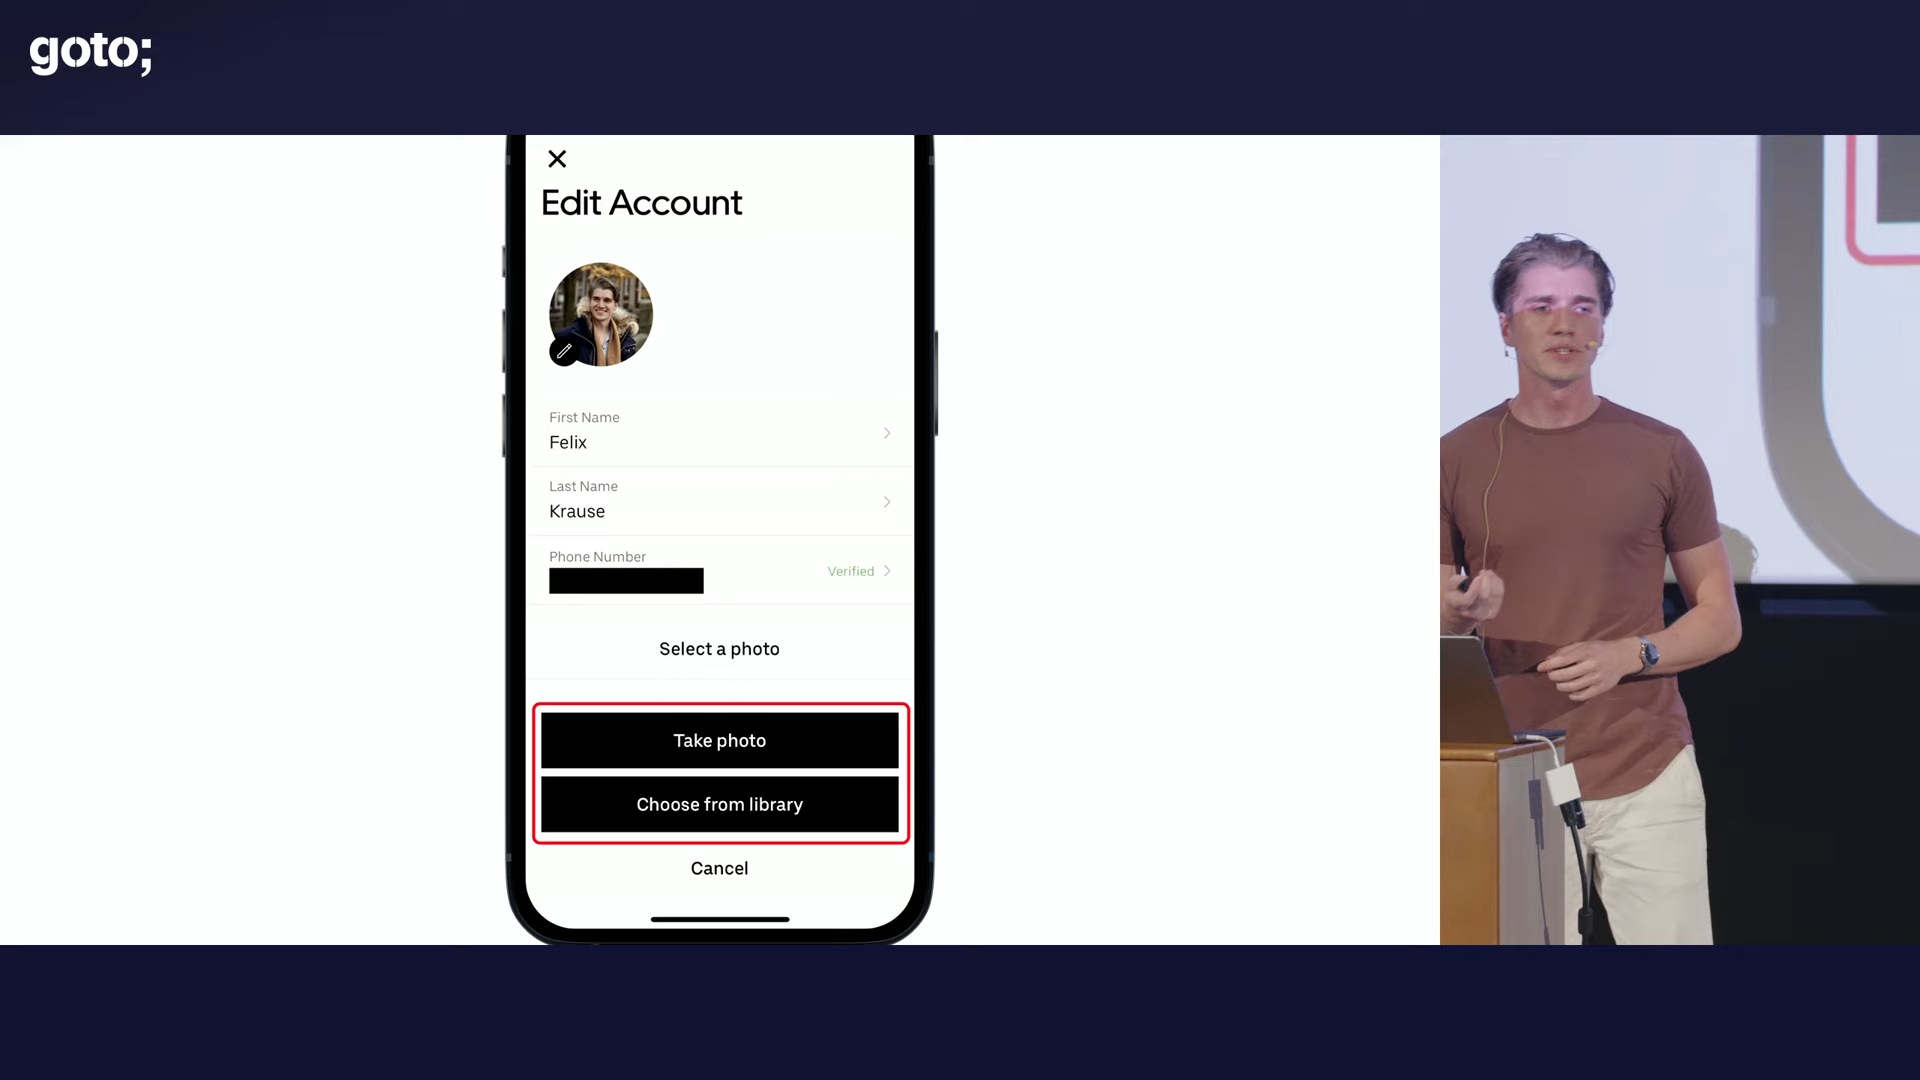 goto;
Edit Account
First Name
Felix
Last Name
Krause
Phone Number
Verified
Select a photo
Take photo
Choose from library
Cancel